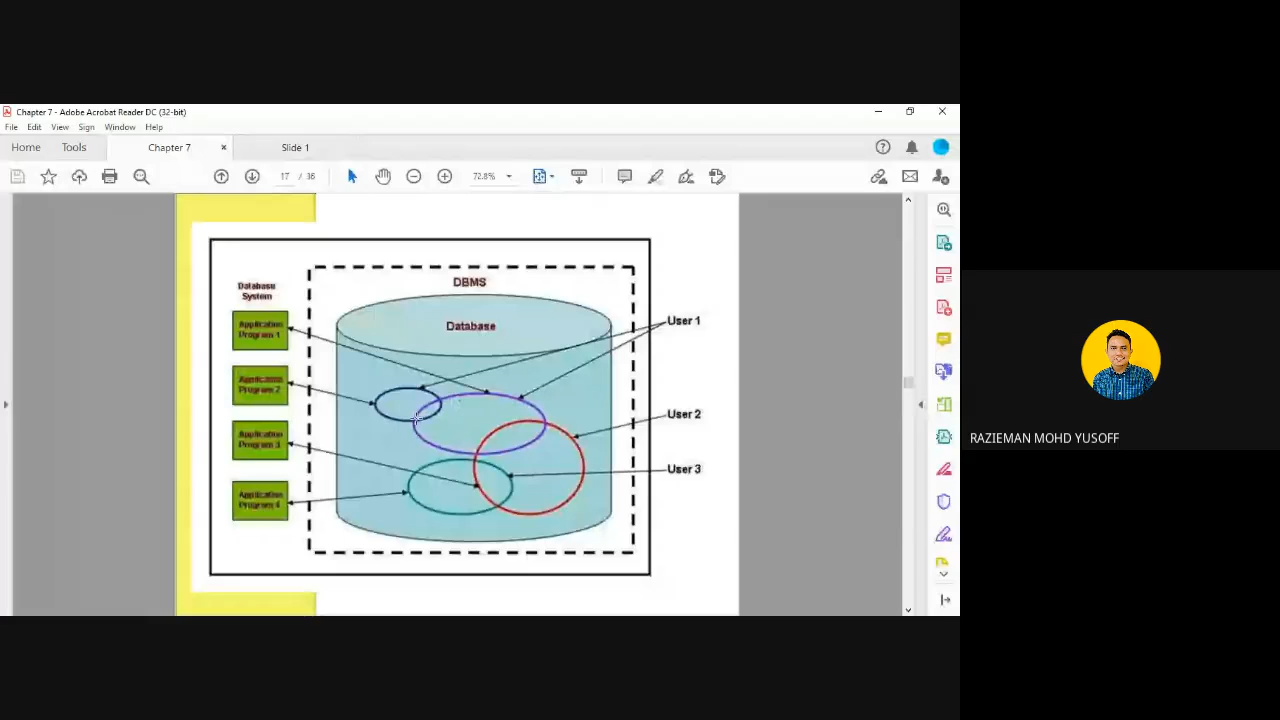 Chapter 7 - Adobe Acrobat Reader DC (32-bit)
File Edit View Sign Window Help
Home Tools Chapter 7 × Slide 1
17 / 36 72.8%
DBMS
Database
System
Database
Application
Program 1
Application
Program 2
Application
Program 3
Application
Program 4
User 1
User 2
User 3
RAZIEMAN MOHD YUSOFF